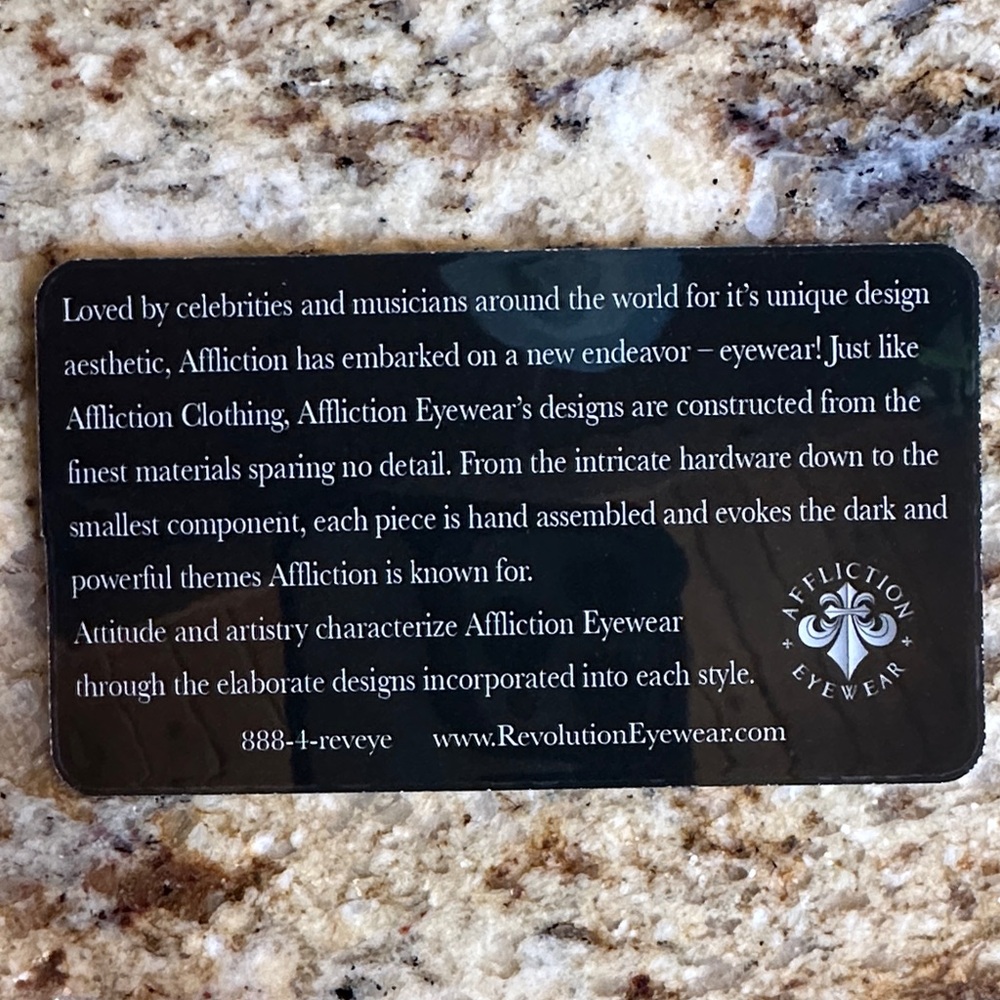 Loved by celebrities and musicians around the world for it's unique design
aesthetic, Affliction has embarked on a new endeavor – eyewear! Just like
Affliction Clothing, Affliction Eyewear's designs are constructed from the
finest materials sparing no detail. From the intricate hardware down to the
smallest component, each piece is hand assembled and evokes the dark and
powerful themes Affliction is known for.
Attitude and artistry characterize Affliction Eyewear
through the elaborate designs incorporated into each style.
888-4-reveye www.RevolutionEyewear.com
AFFLICTION
EYEWEAR